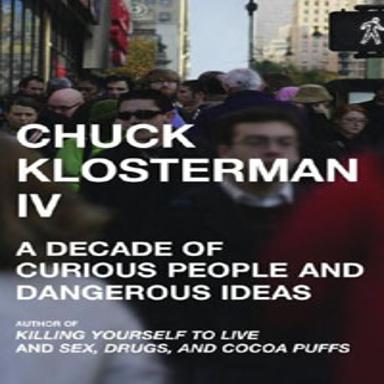 CHUCK
KLOSTERMAN
IV
A DECADE OF
CURIOUS PEOPLE AND
DANGEROUS IDEAS
AUTHOR OF
KILLING YOURSELF TO LIVE
AND SEX, DRUGS, AND COCOA PUFFS